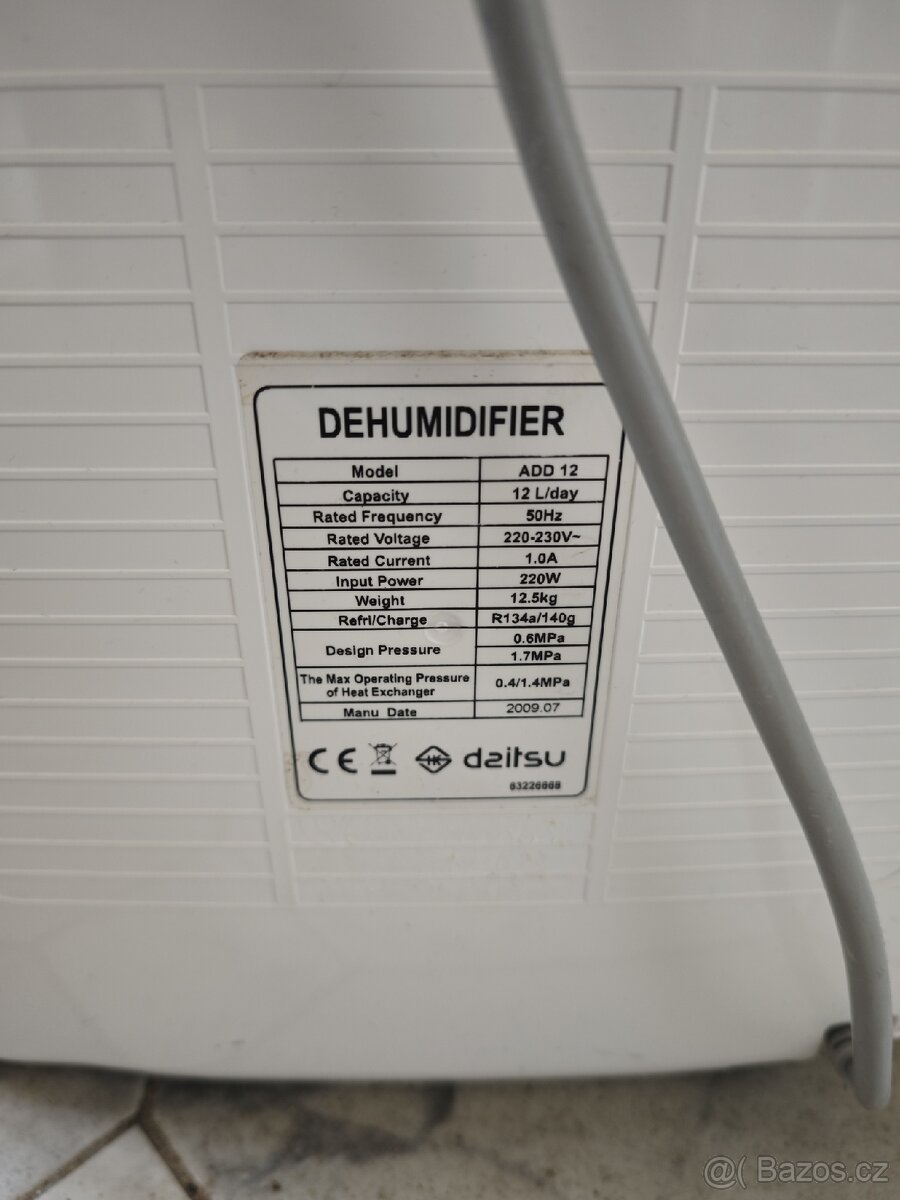 DEHUMIDIFIER
Model ADD 12
Capacity 12 L/day
Rated Frequency 50Hz
Rated Voltage 220-230V~
Rated Current 1.0A
Input Power 220W
Weight 12.5kg
Refri/Charge R134a/140g
Design Pressure 0.6MPa
1.7MPa
The Max Operating Pressure
of Heat Exchanger 0.4/1.4MPa
Manu Date 2009.07
CE HK daitsu
@( Bazos.cz